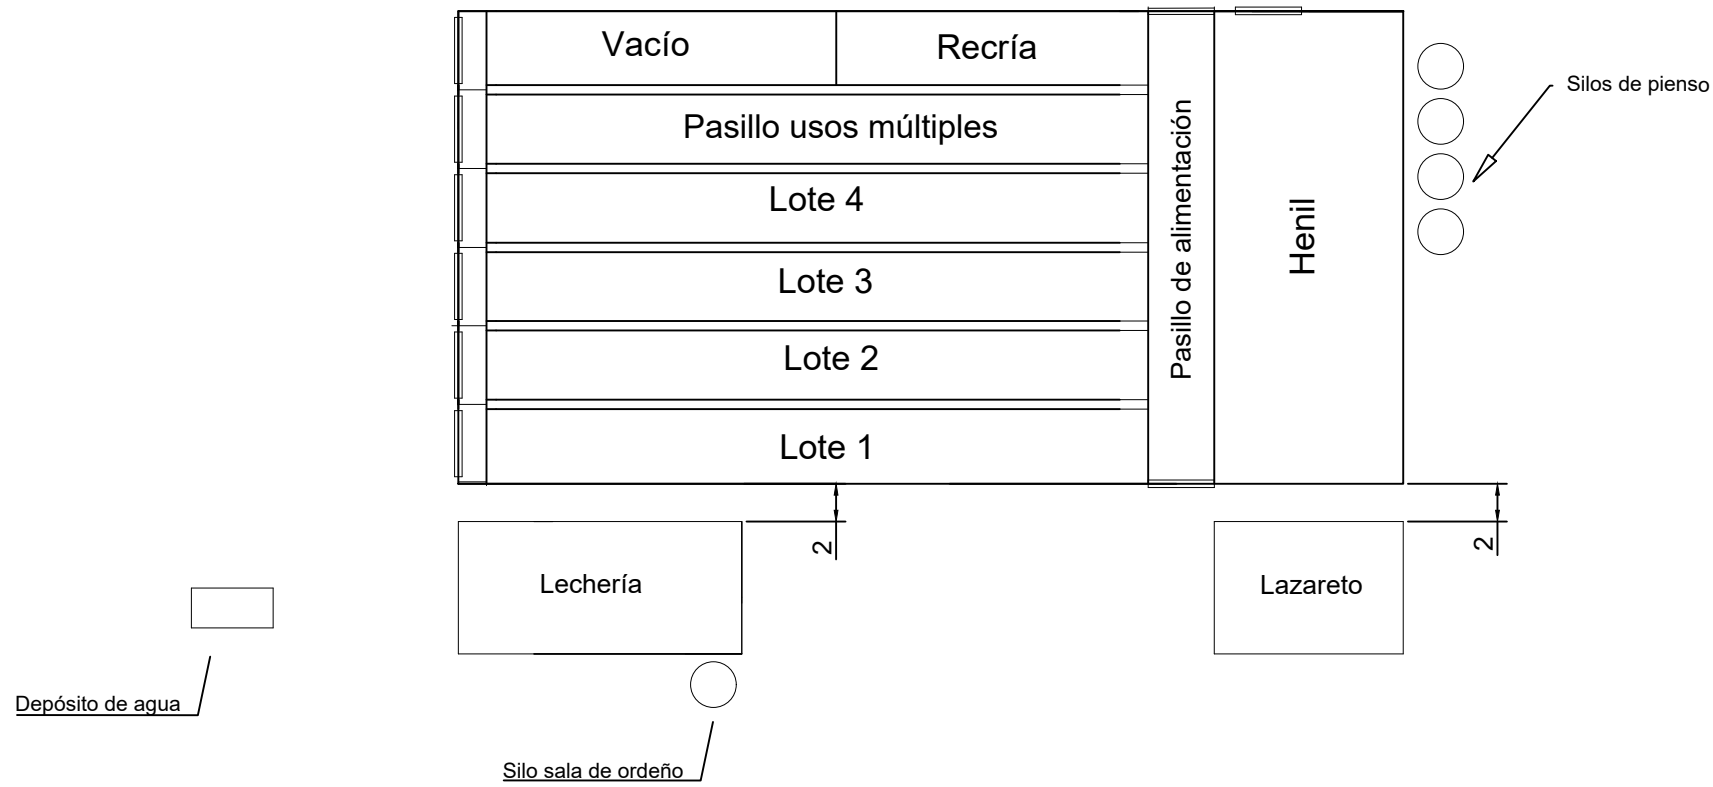 Vacío
Recría
Silos de pienso
Pasillo usos múltiples
Lote 4
Pasillo de alimentación
Henil
Lote 3
Lote 2
Lote 1
2
2
Lechería
Lazareto
Depósito de agua
Silo sala de ordeño